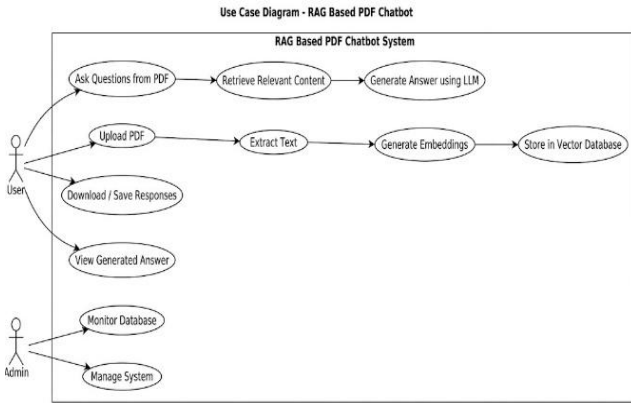 Use Case Diagram - RAG Based PDF Chatbot
RAG Based PDF Chatbot System
Ask Questions from PDF
Retrieve Relevant Content
Generate Answer using LLM
Upload PDF
Extract Text
Generate Embeddings
Store in Vector Database
User
Download / Save Responses
View Generated Answer
Monitor Database
Admin
Manage System